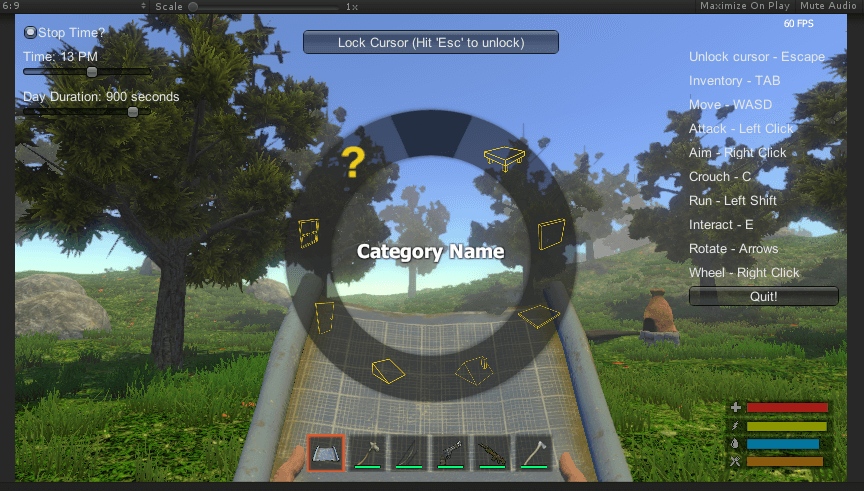 6:9 Scale 1x Maximize On Play Mute Audio
60 FPS
Stop Time?
Lock Cursor (Hit 'Esc' to unlock)
Time: 13 PM
Day Duration: 900 seconds
Unlock cursor - Escape
Inventory - TAB
Move - WASD
Attack - Left Click
Aim - Right Click
Crouch - C
Run - Left Shift
Interact - E
Rotate - Arrows
Wheel - Right Click
Quit!
?
Category Name